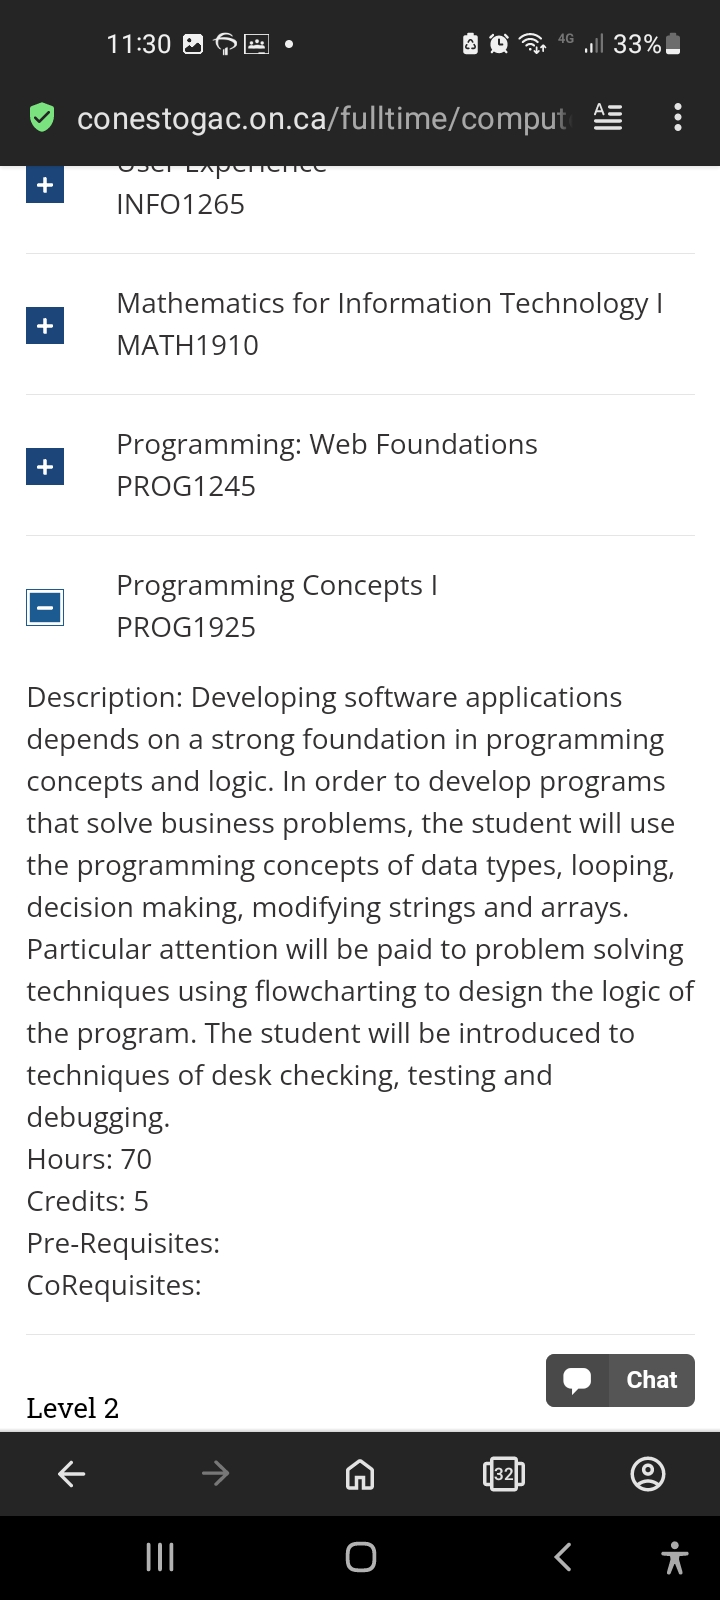 11:30
4G
33%
conestogac.on.ca/fulltime/comput
User Experience
INFO1265
Mathematics for Information Technology I
MATH1910
Programming: Web Foundations
PROG1245
Programming Concepts I
PROG1925
Description: Developing software applications
depends on a strong foundation in programming
concepts and logic. In order to develop programs
that solve business problems, the student will use
the programming concepts of data types, looping,
decision making, modifying strings and arrays.
Particular attention will be paid to problem solving
techniques using flowcharting to design the logic of
the program. The student will be introduced to
techniques of desk checking, testing and
debugging.
Hours: 70
Credits: 5
Pre-Requisites:
CoRequisites:
Chat
Level 2
32